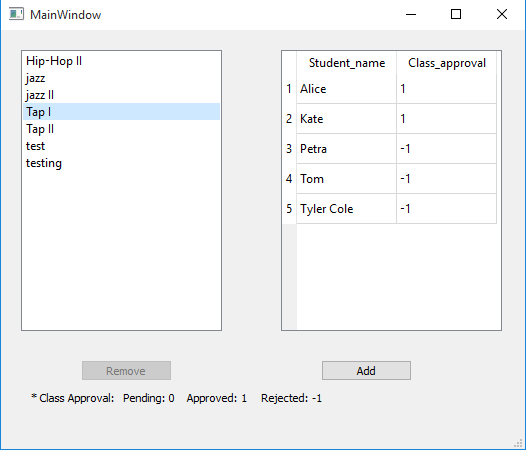 MainWindow
Hip-Hop II
jazz
jazz II
Tap I
Tap II
test
testing
Student_name Class_approval
1 Alice 1
2 Kate 1
3 Petra -1
4 Tom -1
5 Tyler Cole -1
Remove Add
* Class Approval: Pending: 0 Approved: 1 Rejected: -1